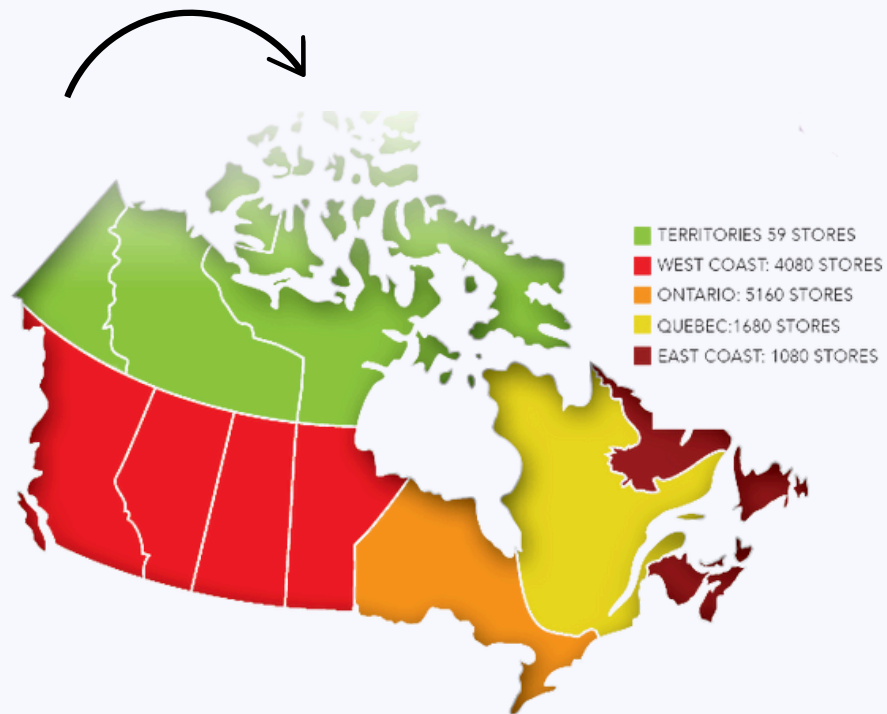 TERRITORIES 59 STORES
WEST COAST: 4080 STORES
ONTARIO: 5160 STORES
QUEBEC:1680 STORES
EAST COAST: 1080 STORES